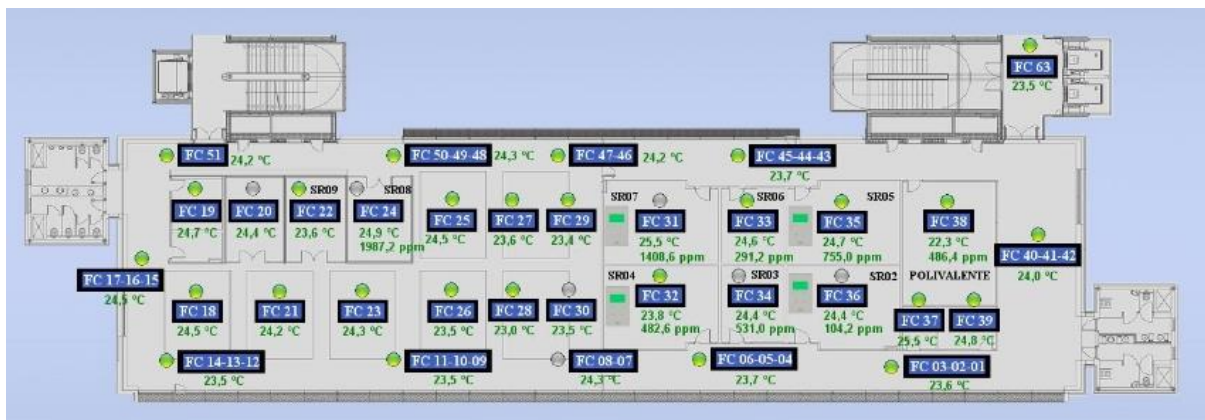 FC 63
23,5 °C
FC 51 24,2 °C
FC 50-49-48 24,3 °C
FC 47-46 24,2 °C
FC 45-44-43
23,7 °C
FC 19
24,7 °C
FC 20
24,4 °C
SR09
FC 22
23,6 °C
SR08
FC 24
24,9 °C
1987,2 ppm
FC 25
24,5 °C
FC 27
23,6 °C
FC 29
23,4 °C
SR07
FC 31
25,5 °C
1408,6 ppm
SR06
FC 33
24,6 °C
291,2 ppm
SR05
FC 35
24,7 °C
755,0 ppm
FC 38
22,3 °C
486,4 ppm
POLIVALENTE
FC 40-41-42
24,0 °C
FC 17-16-15
24,5 °C
FC 18
24,5 °C
FC 21
24,2 °C
FC 23
24,3 °C
FC 26
23,5 °C
FC 28
23,0 °C
FC 30
23,5 °C
SR04
FC 32
23,8 °C
482,6 ppm
SR03
FC 34
24,4 °C
531,0 ppm
SR02
FC 36
24,4 °C
104,2 ppm
FC 37
25,5 °C
FC 39
24,8 °C
FC 14-13-12
23,5 °C
FC 11-10-09
23,5 °C
FC 08-07
24,3 °C
FC 06-05-04
23,7 °C
FC 03-02-01
23,6 °C